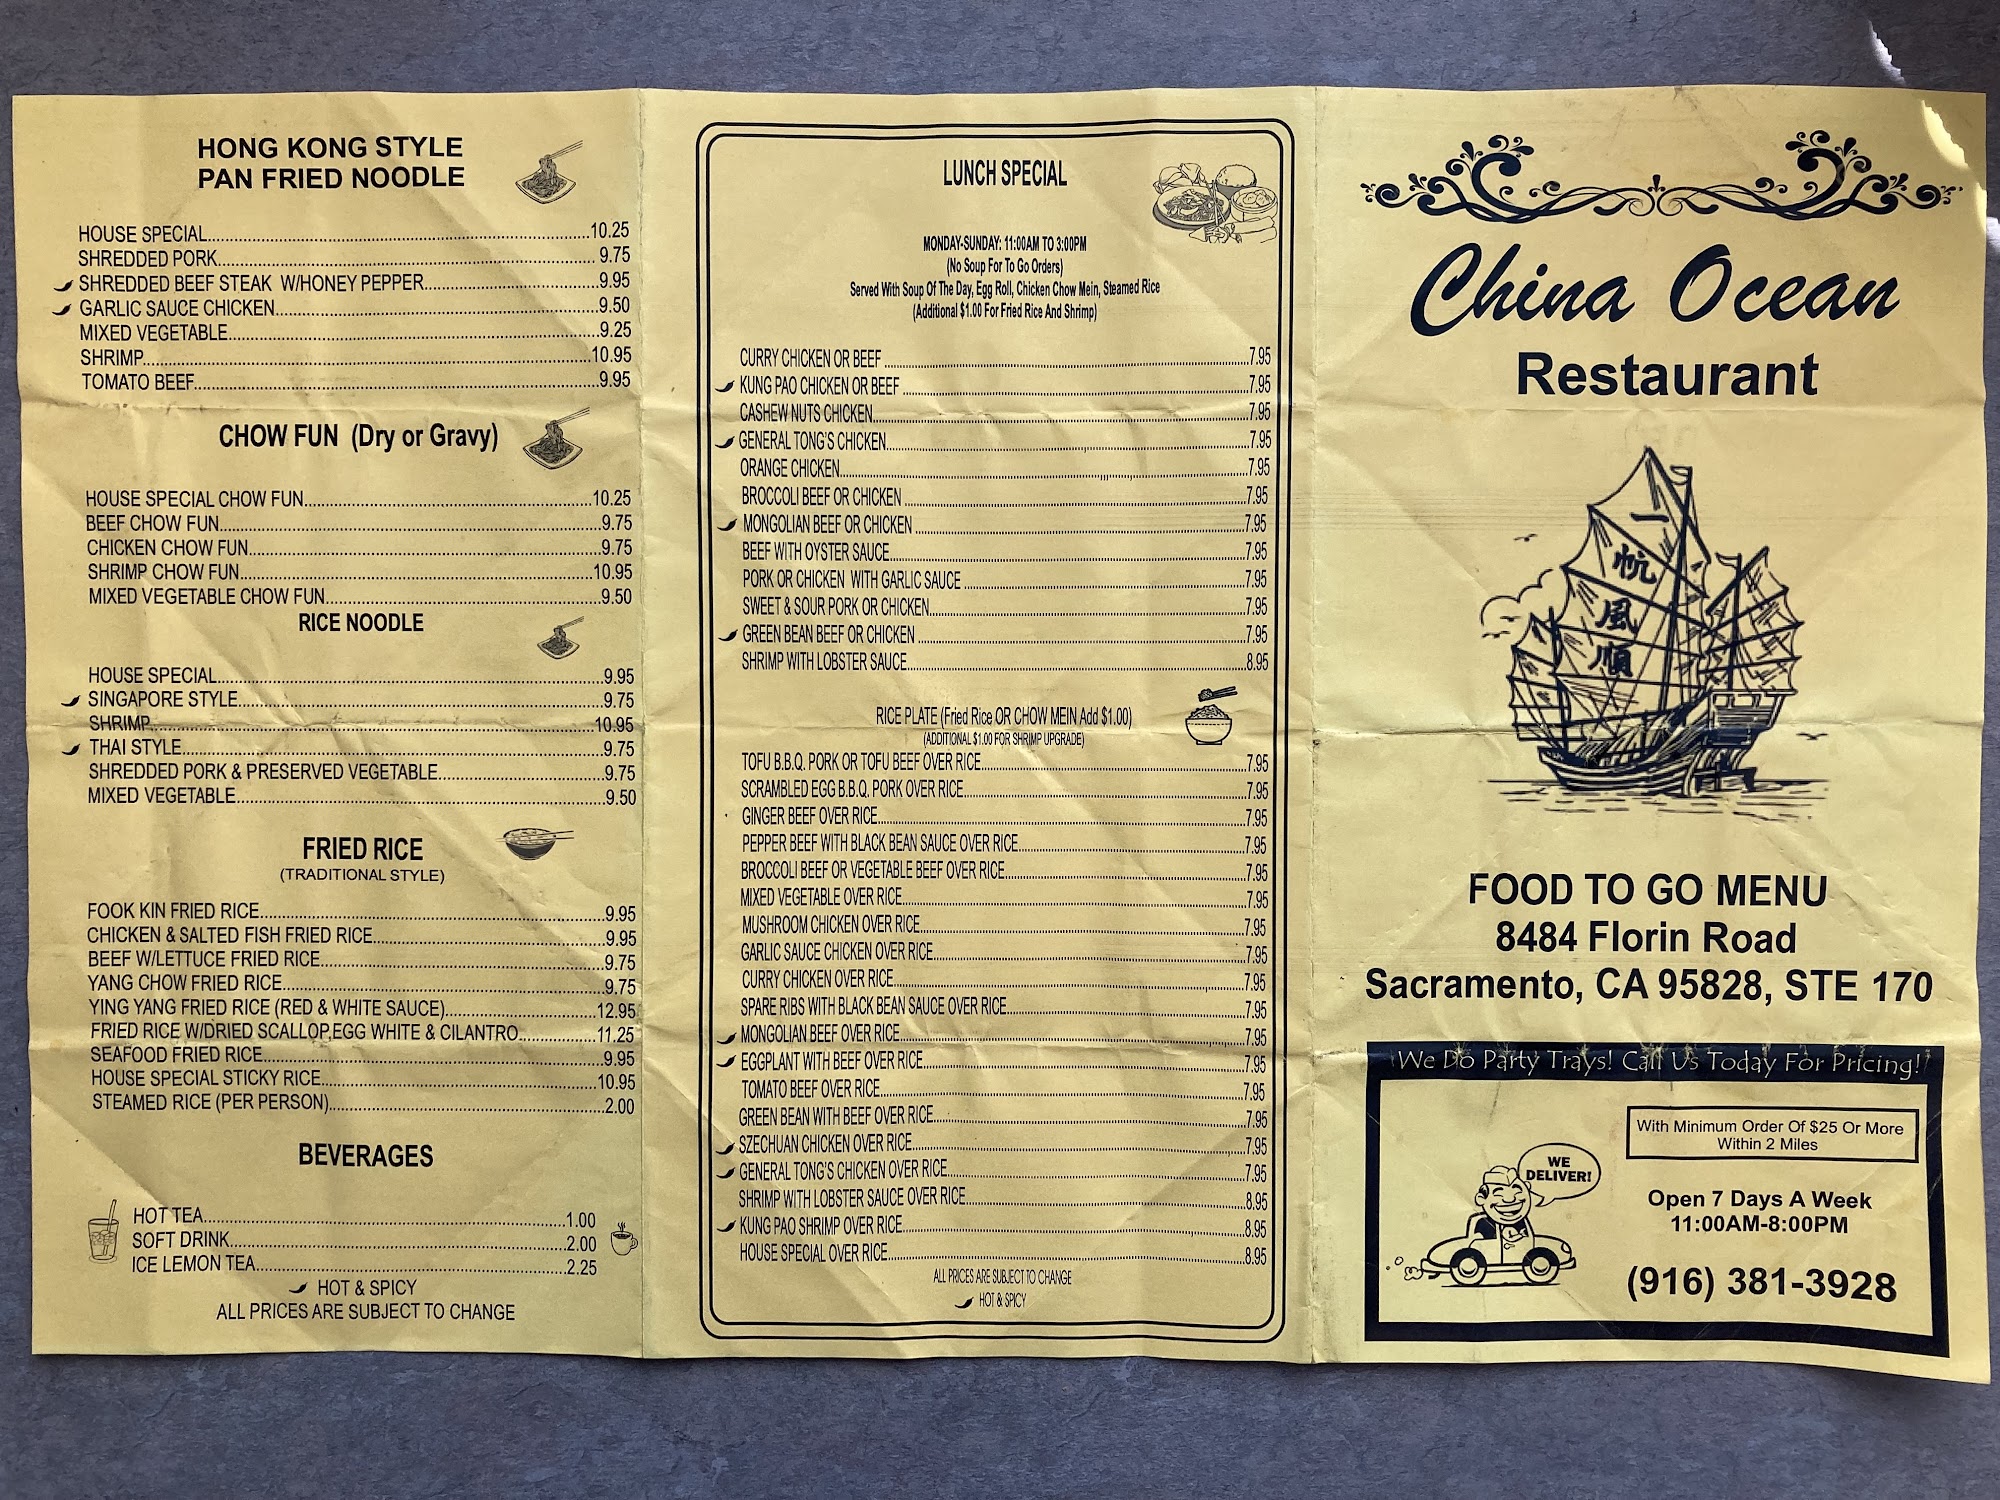 HONG KONG STYLE
PAN FRIED NOODLE
HOUSE SPECIAL 10.25
SHREDDED PORK 9.75
SHREDDED BEEF STEAK W/HONEY PEPPER 9.95
GARLIC SAUCE CHICKEN 9.50
MIXED VEGETABLE 9.25
SHRIMP 10.95
TOMATO BEEF 9.95
CHOW FUN (Dry or Gravy)
HOUSE SPECIAL CHOW FUN 10.25
BEEF CHOW FUN 9.75
CHICKEN CHOW FUN 9.75
SHRIMP CHOW FUN 10.95
MIXED VEGETABLE CHOW FUN 9.50
RICE NOODLE
HOUSE SPECIAL 9.95
SINGAPORE STYLE 9.75
SHRIMP 10.95
THAI STYLE 9.75
SHREDDED PORK & PRESERVED VEGETABLE 9.75
MIXED VEGETABLE 9.50
FRIED RICE
(TRADITIONAL STYLE)
FOOK KIN FRIED RICE 9.95
CHICKEN & SALTED FISH FRIED RICE 9.95
BEEF W/LETTUCE FRIED RICE 9.75
YANG CHOW FRIED RICE 9.75
YING YANG FRIED RICE (RED & WHITE SAUCE) 12.95
FRIED RICE W/DRIED SCALLOP,EGG WHITE & CILANTRO 11.25
SEAFOOD FRIED RICE 9.95
HOUSE SPECIAL STICKY RICE 10.95
STEAMED RICE (PER PERSON) 2.00
BEVERAGES
HOT TEA 1.00
SOFT DRINK 2.00
ICE LEMON TEA 2.25
HOT & SPICY
ALL PRICES ARE SUBJECT TO CHANGE
LUNCH SPECIAL
MONDAY-SUNDAY: 11:00AM TO 3:00PM
(No Soup For To Go Orders)
Served With Soup Of The Day, Egg Roll, Chicken Chow Mein, Steamed Rice
(Additional $1.00 For Fried Rice And Shrimp)
CURRY CHICKEN OR BEEF 7.95
KUNG PAO CHICKEN OR BEEF 7.95
CASHEW NUTS CHICKEN 7.95
GENERAL TONG'S CHICKEN 7.95
ORANGE CHICKEN 7.95
BROCCOLI BEEF OR CHICKEN 7.95
MONGOLIAN BEEF OR CHICKEN 7.95
BEEF WITH OYSTER SAUCE 7.95
PORK OR CHICKEN WITH GARLIC SAUCE 7.95
SWEET & SOUR PORK OR CHICKEN 7.95
GREEN BEAN BEEF OR CHICKEN 7.95
SHRIMP WITH LOBSTER SAUCE 8.95
RICE PLATE (Fried Rice OR CHOW MEIN Add $1.00)
(ADDITIONAL $1.00 FOR SHRIMP UPGRADE)
TOFU B.B.Q. PORK OR TOFU BEEF OVER RICE 7.95
SCRAMBLED EGG B.B.Q. PORK OVER RICE 7.95
GINGER BEEF OVER RICE 7.95
PEPPER BEEF WITH BLACK BEAN SAUCE OVER RICE 7.95
BROCCOLI BEEF OR VEGETABLE BEEF OVER RICE 7.95
MIXED VEGETABLE OVER RICE 7.95
MUSHROOM CHICKEN OVER RICE 7.95
GARLIC SAUCE CHICKEN OVER RICE 7.95
CURRY CHICKEN OVER RICE 7.95
SPARE RIBS WITH BLACK BEAN SAUCE OVER RICE 7.95
MONGOLIAN BEEF OVER RICE 7.95
EGGPLANT WITH BEEF OVER RICE 7.95
TOMATO BEEF OVER RICE 7.95
GREEN BEAN WITH BEEF OVER RICE 7.95
SZECHUAN CHICKEN OVER RICE 7.95
GENERAL TONG'S CHICKEN OVER RICE 7.95
SHRIMP WITH LOBSTER SAUCE OVER RICE 8.95
KUNG PAO SHRIMP OVER RICE 8.95
HOUSE SPECIAL OVER RICE 8.95
ALL PRICES ARE SUBJECT TO CHANGE
HOT & SPICY
China Ocean
Restaurant
一
帆
風
順
FOOD TO GO MENU
8484 Florin Road
Sacramento, CA 95828, STE 170
We Do Party Trays! Call Us Today For Pricing!
With Minimum Order Of $25 Or More
Within 2 Miles
WE
DELIVER!
Open 7 Days A Week
11:00AM-8:00PM
(916) 381-3928